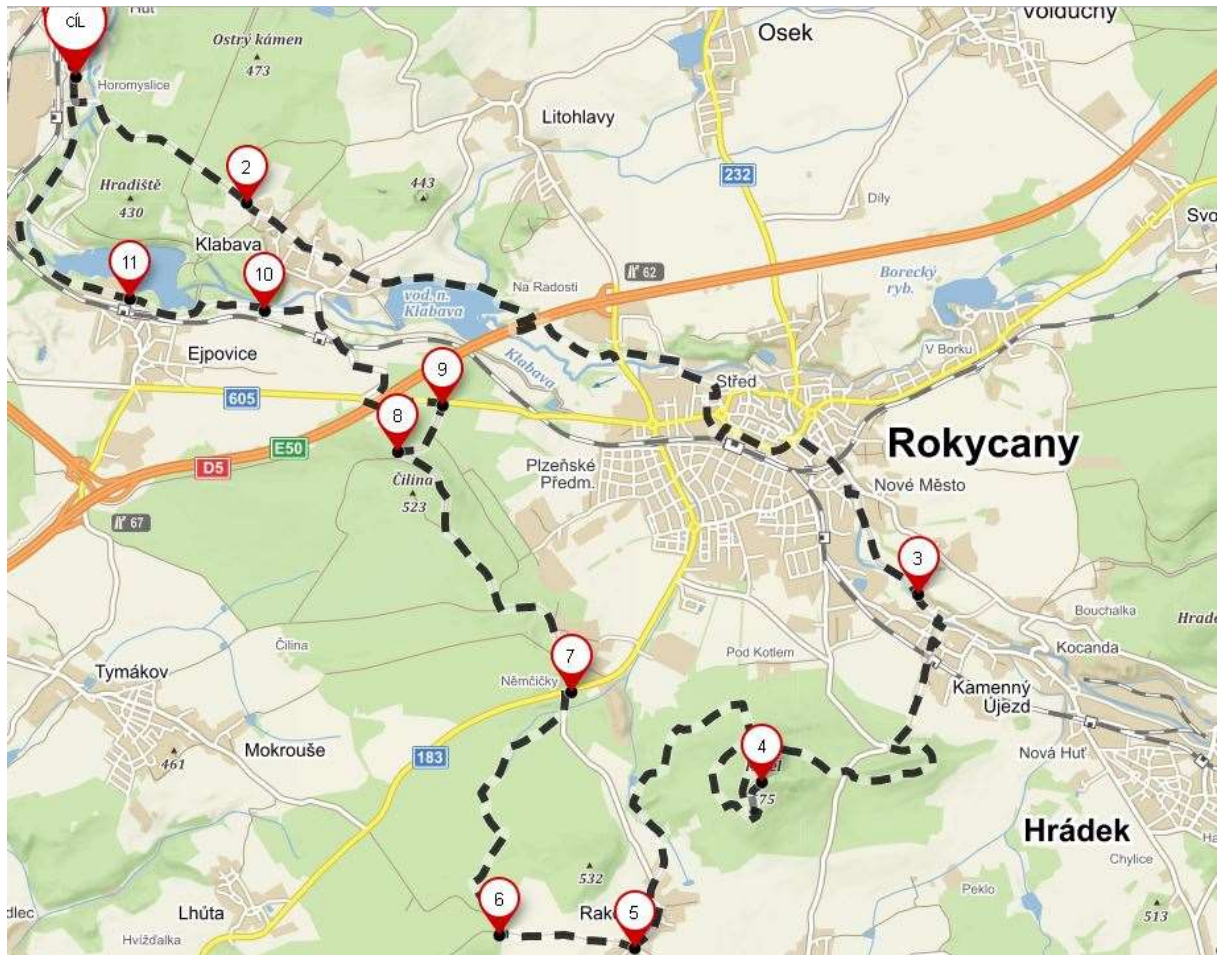 CÍL
Ostrý kámen
473
Horomyslice
Osek
Litohlavy
232
2
443
Hradiště
430
Díly
Klabava
11
10
62
Na Radosti
vod. n.
Klabava
Borecký
ryb.
Ejpovice
Klabava
V Borku
9
Střed
605
8
E50
D5
Rokycany
Plzeňské
Předm.
Čilina
523
Nové Město
67
3
Bouchalka
Čilina
7
Pod Kotlem
Kocanda
Tymákov
Němčičky
Kamenný
Újezd
Mokrouše
461
183
4
Nová Huť
75
Hrádek
532
Chylice
6
5
Peklo
Lhůta
513
Hvížďalka